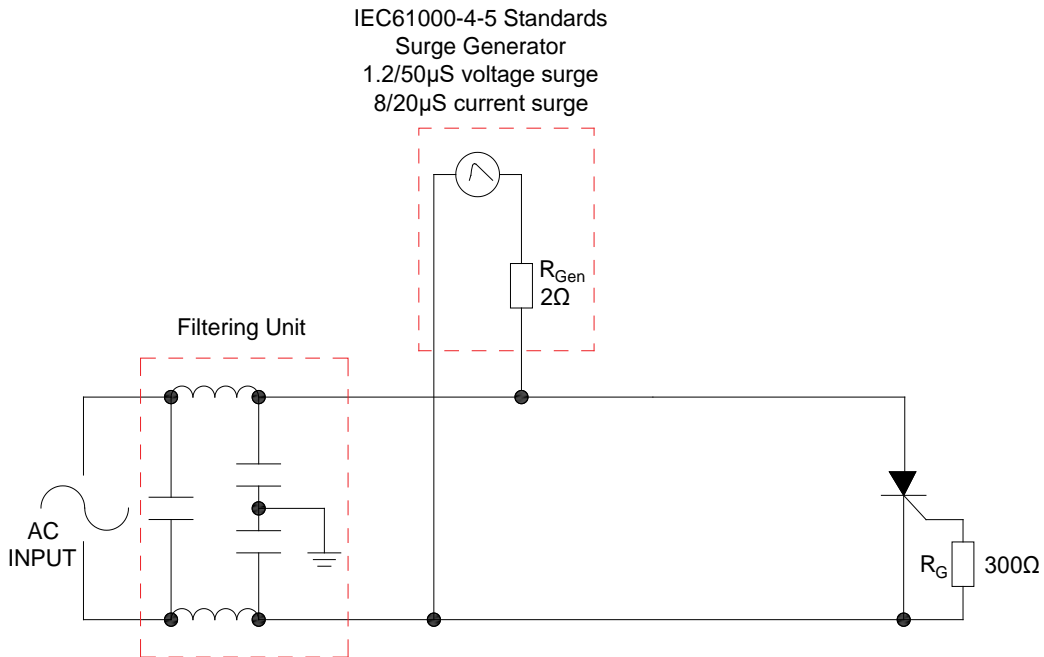 IEC61000-4-5 Standards
Surge Generator
1.2/50µS voltage surge
8/20µS current surge
RGen
2Ω
Filtering Unit
AC
INPUT
RG
300Ω